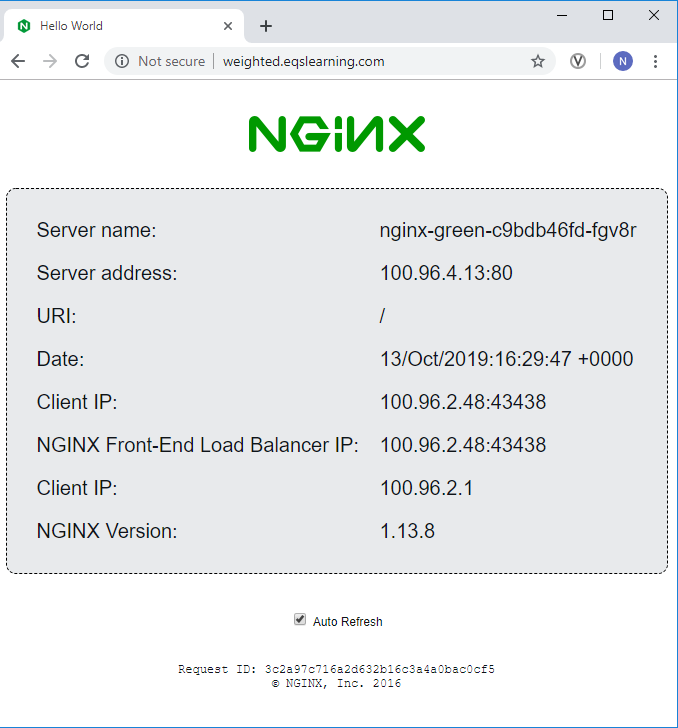 Hello World
Not secure | weighted.eqslearning.com
N
NGiNX
Server name: nginx-green-c9bdb46fd-fgv8r
Server address: 100.96.4.13:80
URI: /
Date: 13/Oct/2019:16:29:47 +0000
Client IP: 100.96.2.48:43438
NGINX Front-End Load Balancer IP: 100.96.2.48:43438
Client IP: 100.96.2.1
NGINX Version: 1.13.8
Auto Refresh
Request ID: 3c2a97c716a2d632b16c3a4a0bac0cf5
© NGINX, Inc. 2016